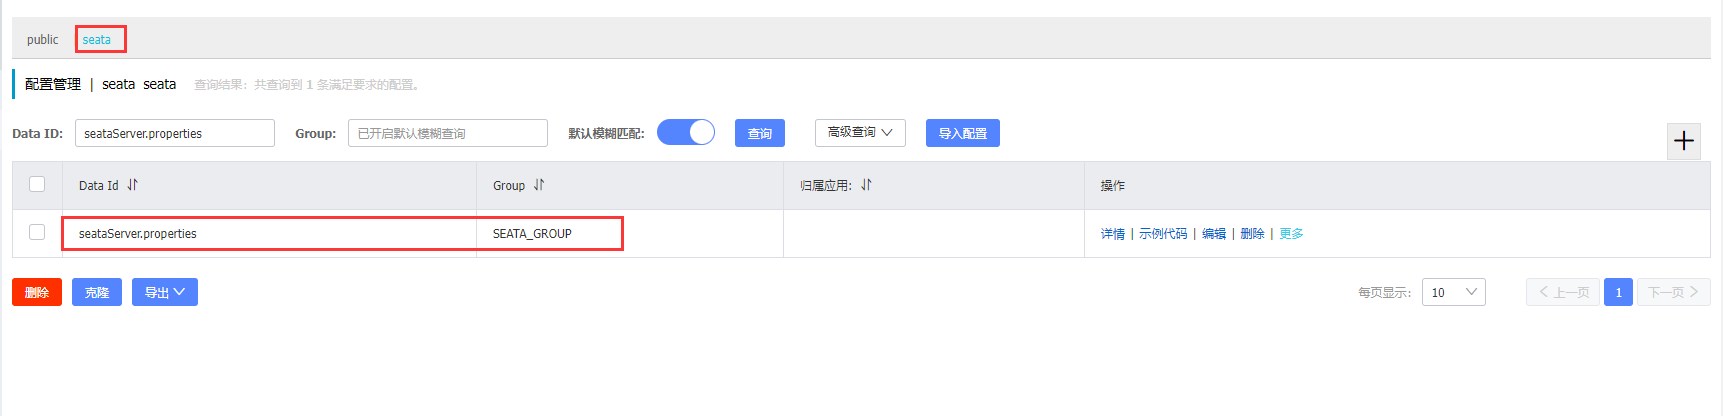 public | seata
配置管理 | seata seata 查询结果：共查询到 1 条满足要求的配置。
Data ID: seataServer.properties Group: 已开启默认模糊查询 默认模糊匹配: 查询 高级查询 导入配置
Data Id Group 归属应用: 操作
seataServer.properties SEATA_GROUP 详情 | 示例代码 | 编辑 | 删除 | 更多
删除 克隆 导出 每页显示: 10 上一页 1 下一页